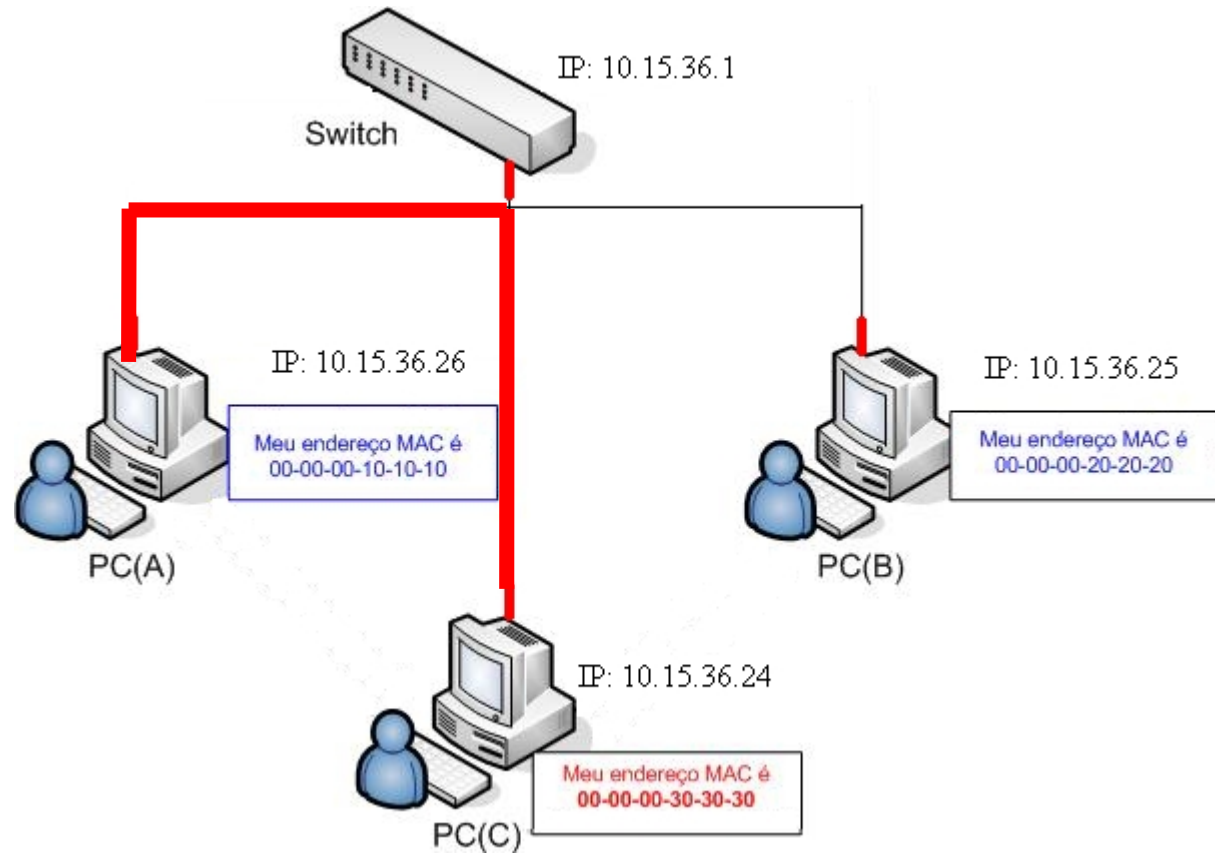 IP: 10.15.36.1
Switch
IP: 10.15.36.26
Meu endereço MAC é
00-00-00-10-10-10
PC(A)
IP: 10.15.36.25
Meu endereço MAC é
00-00-00-20-20-20
PC(B)
IP: 10.15.36.24
Meu endereço MAC é
00-00-00-30-30-30
PC(C)